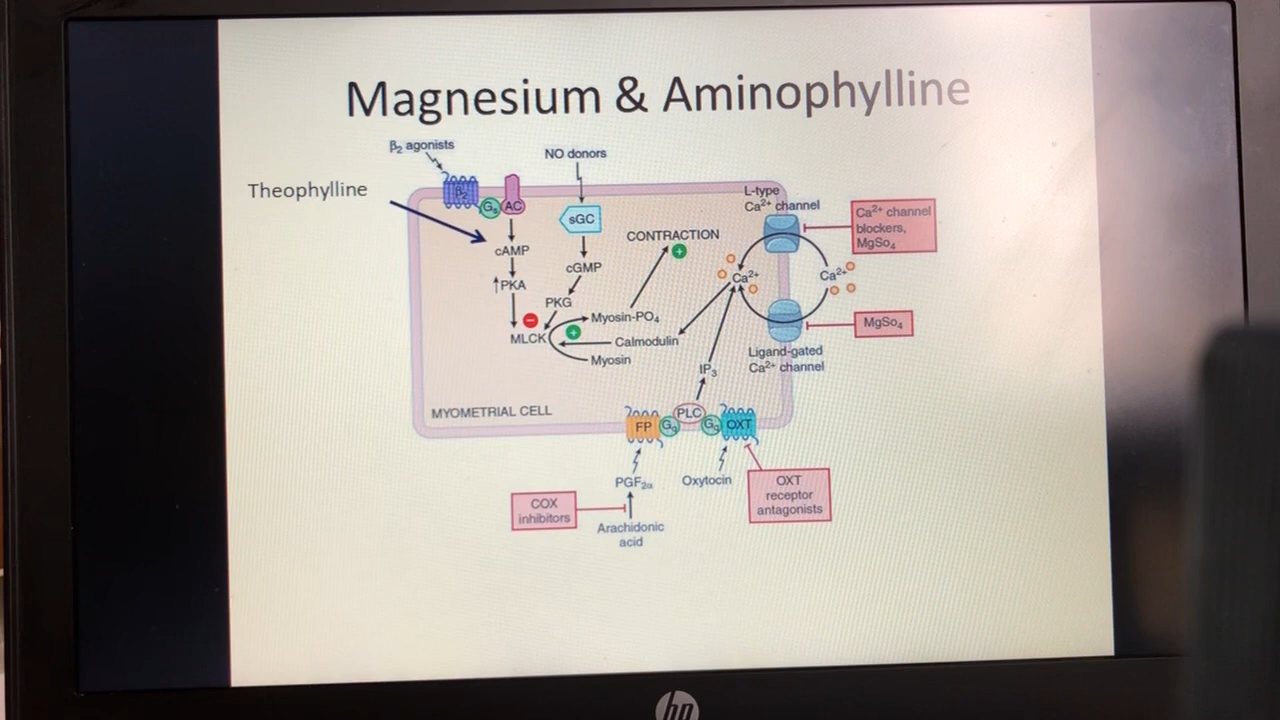 Magnesium & Aminophylline
β₂ agonists
NO donors
Theophylline
β₂
Gₛ
AC
sGC
L-type
Ca²⁺ channel
Ca²⁺ channel
blockers,
MgSo₄
CONTRACTION
+
cAMP
cGMP
Ca²⁺
Ca²⁺
↑PKA
PKG
Myosin-PO₄
MgSo₄
MLCK
+
Calmodulin
Myosin
Ligand-gated
Ca²⁺ channel
IP₃
MYOMETRIAL CELL
FP
Gq
PLC
Gq
OXT
PGF₂α
Oxytocin
OXT
receptor
antagonists
COX
inhibitors
Arachidonic
acid
hp